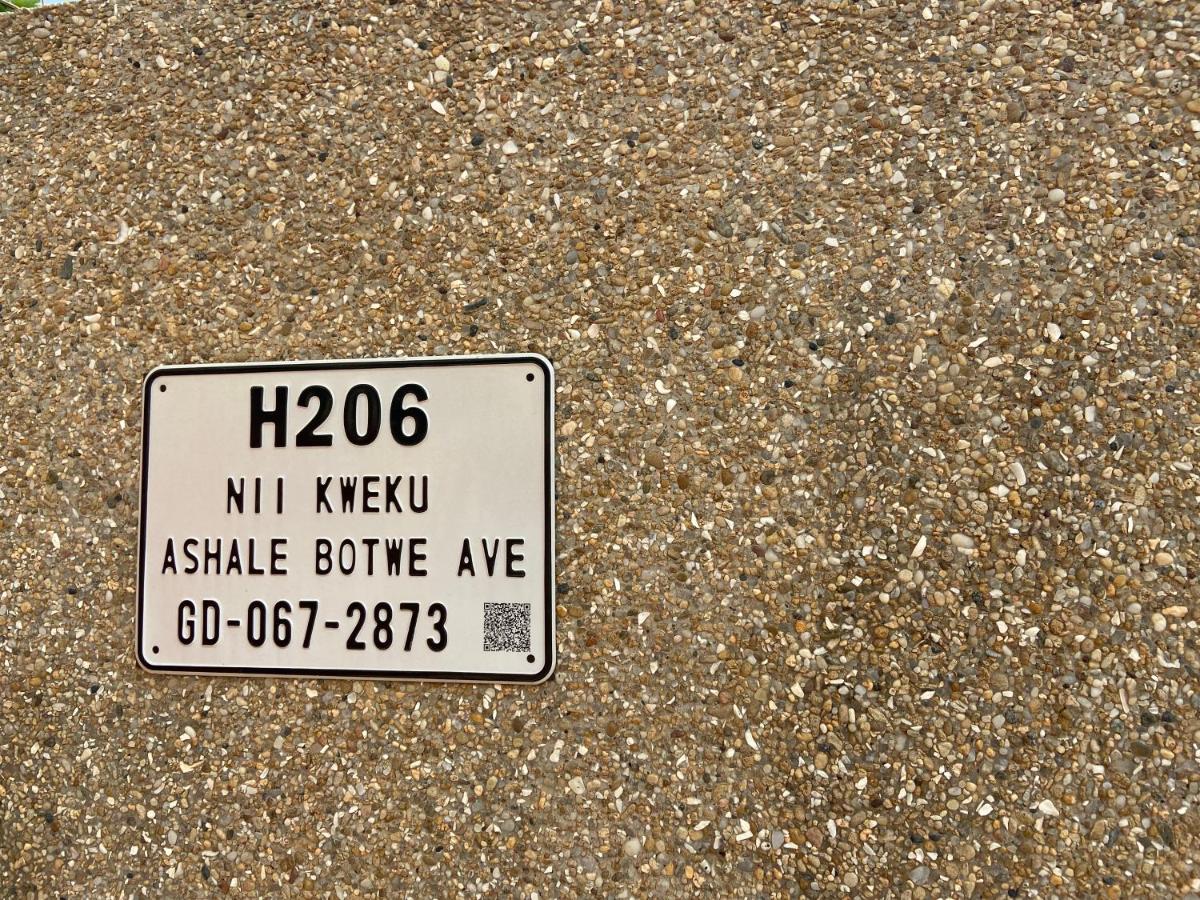 H206
NII KWEKU
ASHALE BOTWE AVE
GD-067-2873